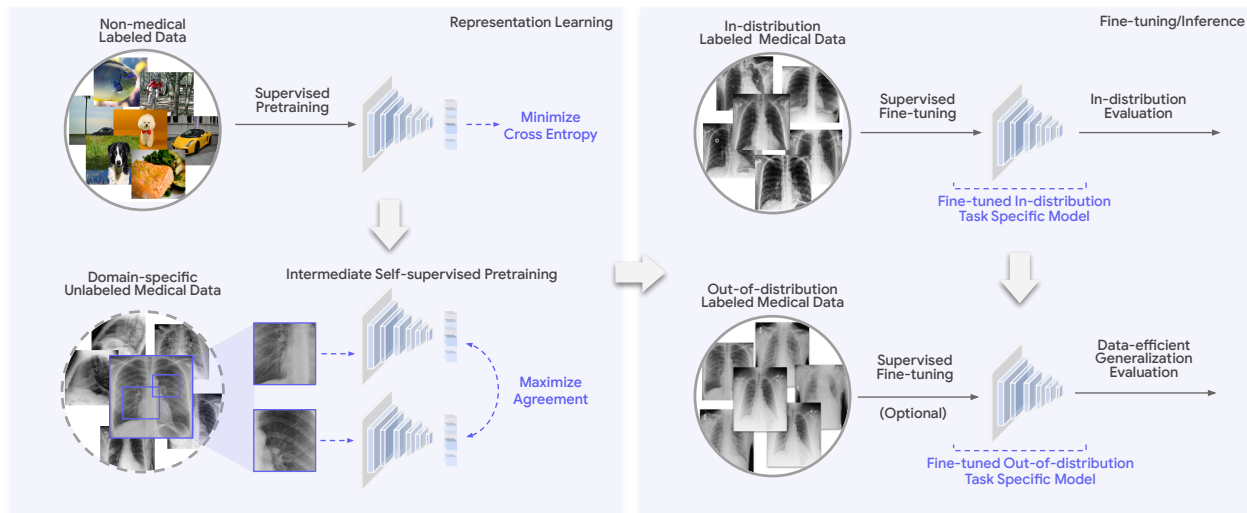 Representation Learning
Non-medical
Labeled Data
Supervised
Pretraining
Minimize
Cross Entropy
Domain-specific
Unlabeled Medical Data
Intermediate Self-supervised Pretraining
Maximize
Agreement
Fine-tuning/Inference
In-distribution
Labeled Medical Data
Supervised
Fine-tuning
In-distribution
Evaluation
Fine-tuned In-distribution
Task Specific Model
Out-of-distribution
Labeled Medical Data
Supervised
Fine-tuning
(Optional)
Data-efficient
Generalization
Evaluation
Fine-tuned Out-of-distribution
Task Specific Model